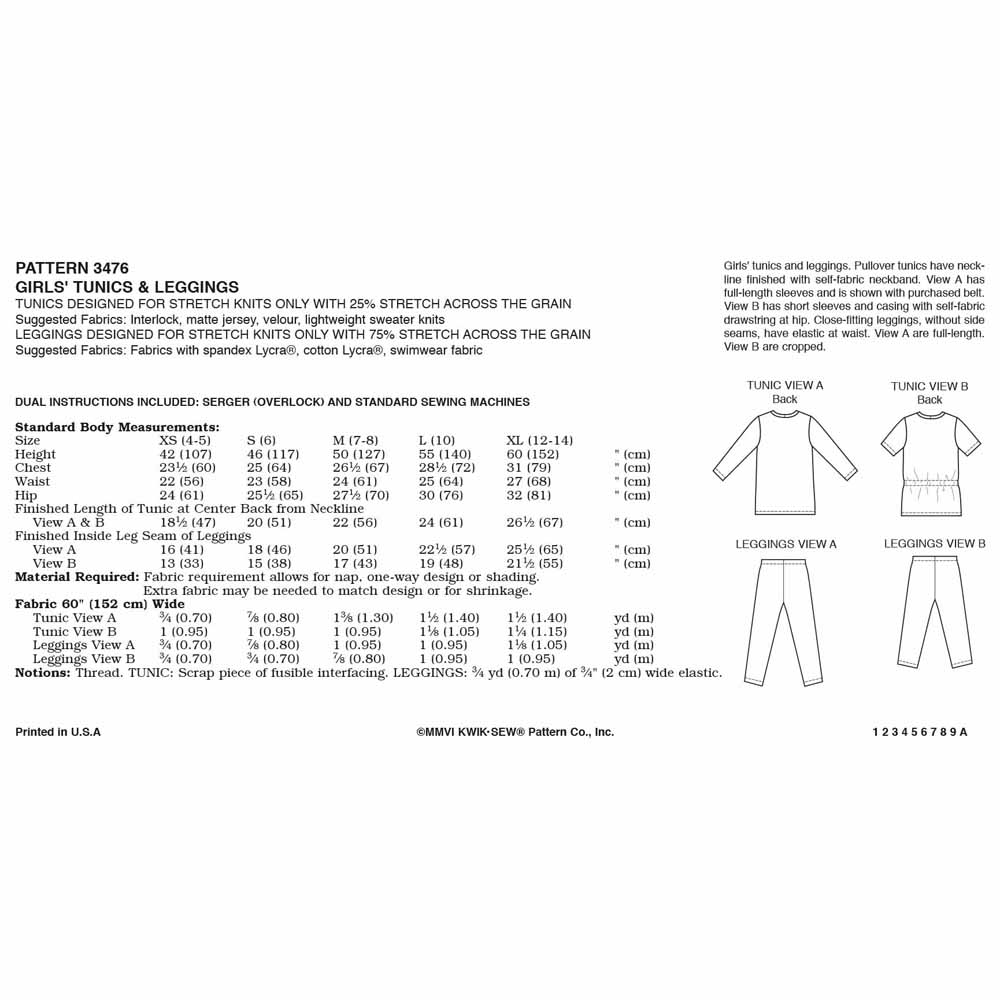 PATTERN 3476
GIRLS' TUNICS & LEGGINGS
TUNICS DESIGNED FOR STRETCH KNITS ONLY WITH 25% STRETCH ACROSS THE GRAIN
Suggested Fabrics: Interlock, matte jersey, velour, lightweight sweater knits
LEGGINGS DESIGNED FOR STRETCH KNITS ONLY WITH 75% STRETCH ACROSS THE GRAIN
Suggested Fabrics: Fabrics with spandex Lycra®, cotton Lycra®, swimwear fabric
DUAL INSTRUCTIONS INCLUDED: SERGER (OVERLOCK) AND STANDARD SEWING MACHINES
Standard Body Measurements:
Size XS (4-5) S (6) M (7-8) L (10) XL (12-14)
Height 42 (107) 46 (117) 50 (127) 55 (140) 60 (152) " (cm)
Chest 23½ (60) 25 (64) 26½ (67) 28½ (72) 31 (79) " (cm)
Waist 22 (56) 23 (58) 24 (61) 25 (64) 27 (68) " (cm)
Hip 24 (61) 25½ (65) 27½ (70) 30 (76) 32 (81) " (cm)
Finished Length of Tunic at Center Back from Neckline
View A & B 18½ (47) 20 (51) 22 (56) 24 (61) 26½ (67) " (cm)
Finished Inside Leg Seam of Leggings
View A 16 (41) 18 (46) 20 (51) 22½ (57) 25½ (65) " (cm)
View B 13 (33) 15 (38) 17 (43) 19 (48) 21½ (55) " (cm)
Material Required: Fabric requirement allows for nap, one-way design or shading.
Extra fabric may be needed to match design or for shrinkage.
Fabric 60" (152 cm) Wide
Tunic View A ¾ (0.70) ⅞ (0.80) 1⅜ (1.30) 1½ (1.40) 1½ (1.40) yd (m)
Tunic View B 1 (0.95) 1 (0.95) 1 (0.95) 1⅛ (1.05) 1¼ (1.15) yd (m)
Leggings View A ¾ (0.70) ⅞ (0.80) 1 (0.95) 1 (0.95) 1⅛ (1.05) yd (m)
Leggings View B ¾ (0.70) ¾ (0.70) ⅞ (0.80) 1 (0.95) 1 (0.95) yd (m)
Notions: Thread. TUNIC: Scrap piece of fusible interfacing. LEGGINGS: ¾ yd (0.70 m) of ¾" (2 cm) wide elastic.
Girls' tunics and leggings. Pullover tunics have neck-
line finished with self-fabric neckband. View A has
full-length sleeves and is shown with purchased belt.
View B has short sleeves and casing with self-fabric
drawstring at hip. Close-fitting leggings, without side
seams, have elastic at waist. View A are full-length.
View B are cropped.
TUNIC VIEW A
Back
TUNIC VIEW B
Back
LEGGINGS VIEW A
LEGGINGS VIEW B
Printed in U.S.A
©MMVI KWIK•SEW® Pattern Co., Inc.
1 2 3 4 5 6 7 8 9 A